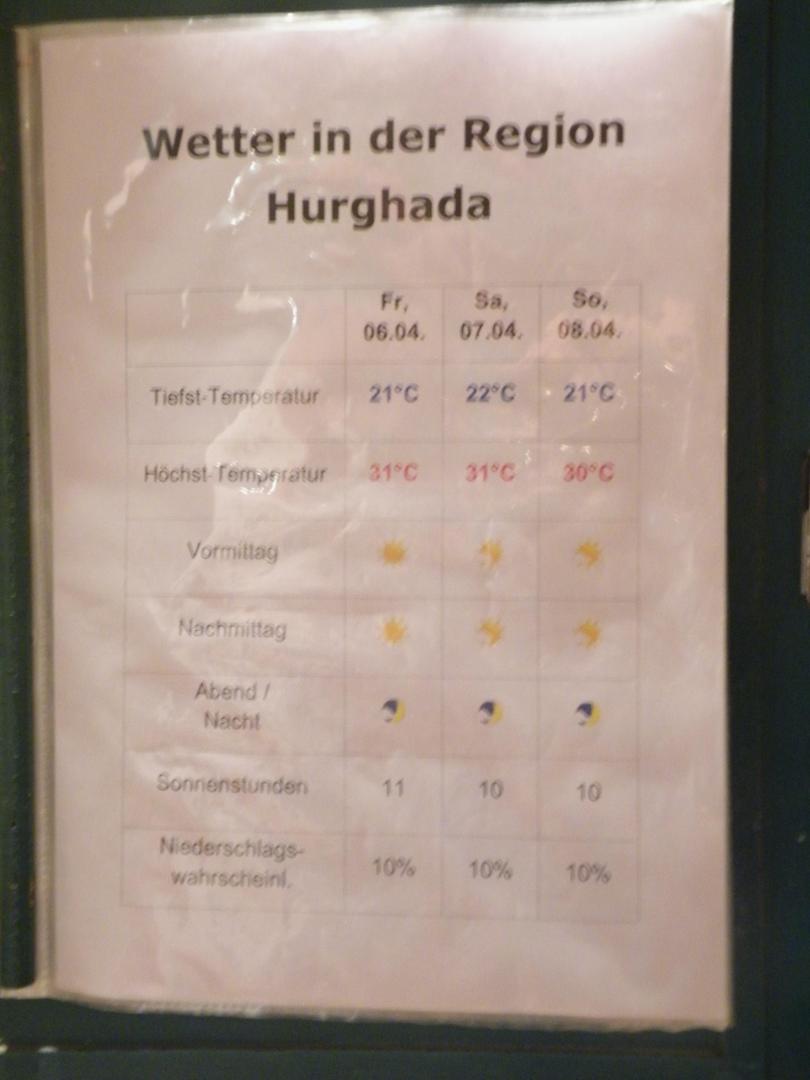 Wetter in der Region
Hurghada
Fr, Sa, So,
06.04. 07.04. 08.04.
Tiefst-Temperatur 21°C 22°C 21°C
Höchst-Temperatur 31°C 31°C 30°C
Vormittag
Nachmittag
Abend /
Nacht
Sonnenstunden 11 10 10
Niederschlags-
wahrscheinl. 10% 10% 10%